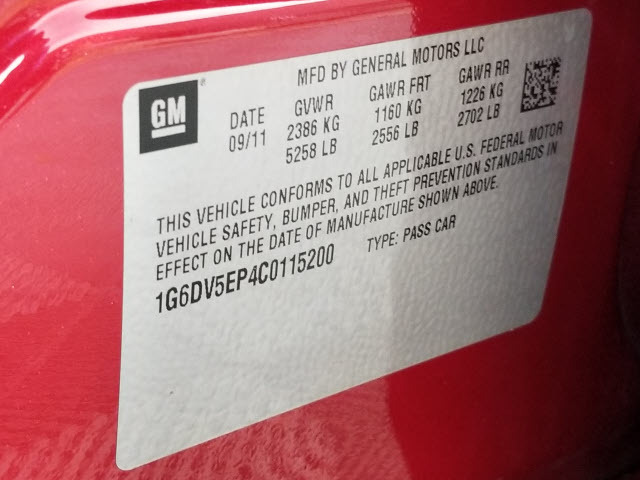 MFD BY GENERAL MOTORS LLC
GM
DATE GVWR GAWR FRT GAWR RR
09/11 2386 KG 1160 KG 1226 KG
5258 LB 2556 LB 2702 LB
THIS VEHICLE CONFORMS TO ALL APPLICABLE U.S. FEDERAL MOTOR
VEHICLE SAFETY, BUMPER, AND THEFT PREVENTION STANDARDS IN
EFFECT ON THE DATE OF MANUFACTURE SHOWN ABOVE.
1G6DV5EP4C0115200 TYPE: PASS CAR